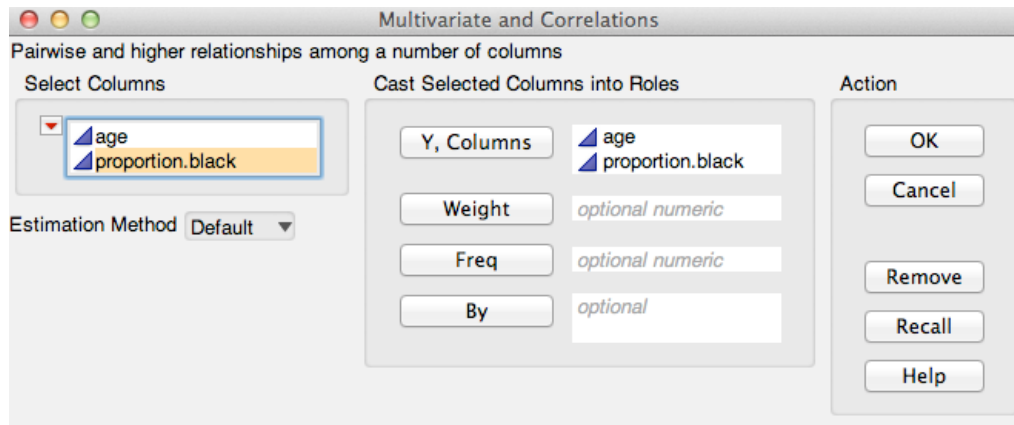 Multivariate and Correlations
Pairwise and higher relationships among a number of columns
Select Columns
age
proportion.black
Estimation Method Default
Cast Selected Columns into Roles
Y, Columns age
proportion.black
Weight optional numeric
Freq optional numeric
By optional
Action
OK
Cancel
Remove
Recall
Help